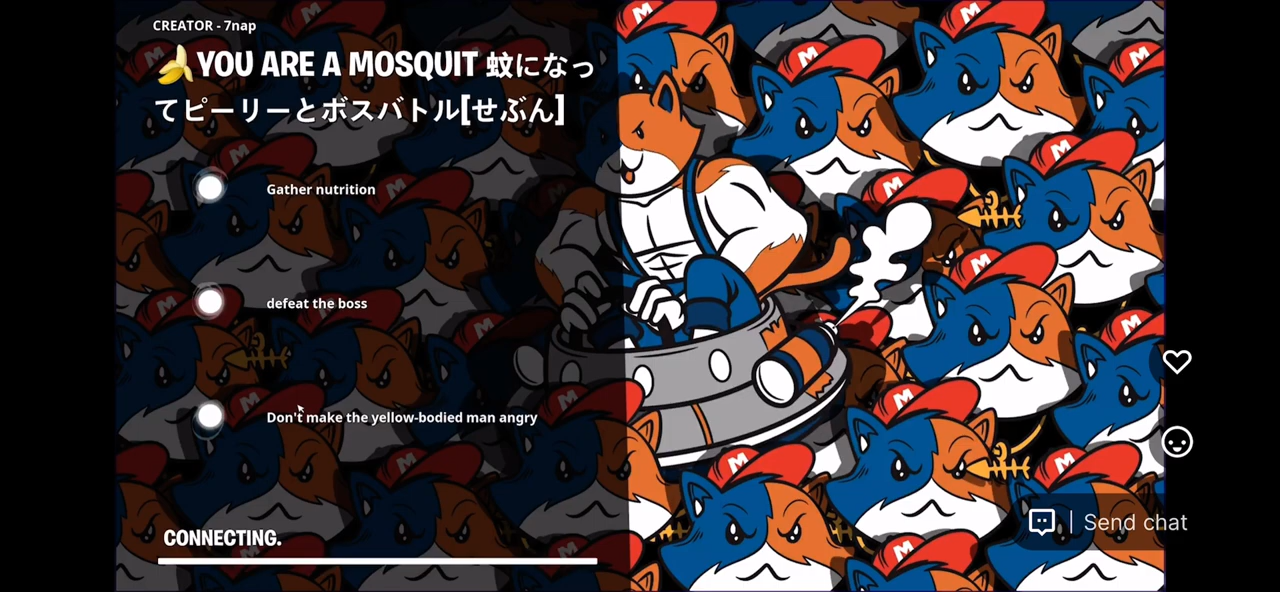 CREATOR - 7nap
🍌YOU ARE A MOSQUIT 蚊になっ
てピーリーとボスバトル[せぶん]
Gather nutrition
defeat the boss
Don't make the yellow-bodied man angry
CONNECTING.
Send chat